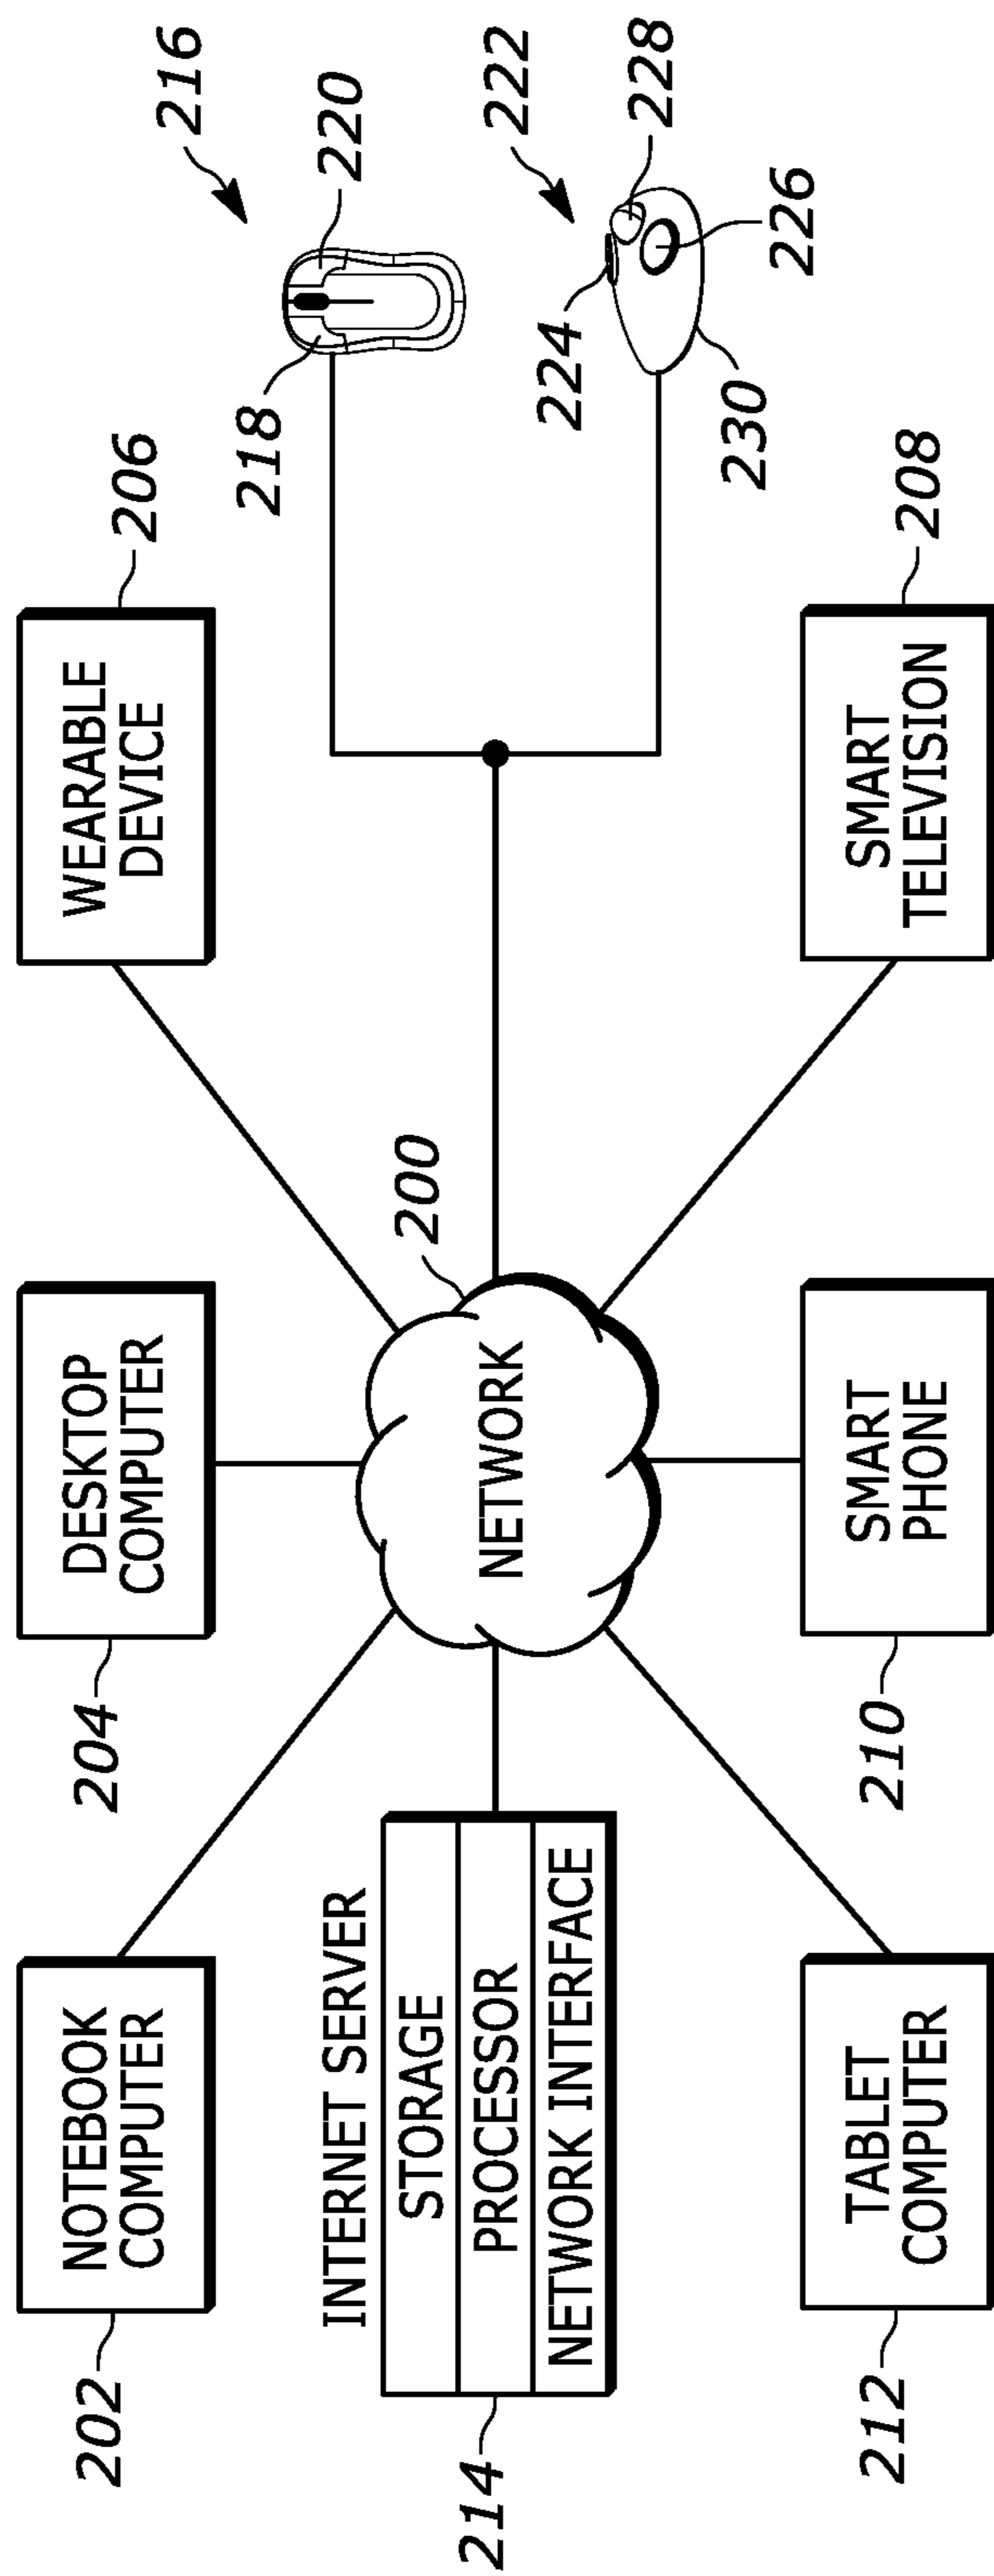 202
NOTEBOOK
COMPUTER
204
DESKTOP
COMPUTER
WEARABLE
DEVICE
206
216
218
220
INTERNET SERVER
STORAGE
PROCESSOR
NETWORK INTERFACE
214
NETWORK
200
222
224
228
226
230
212
TABLET
COMPUTER
210
SMART
PHONE
SMART
TELEVISION
208